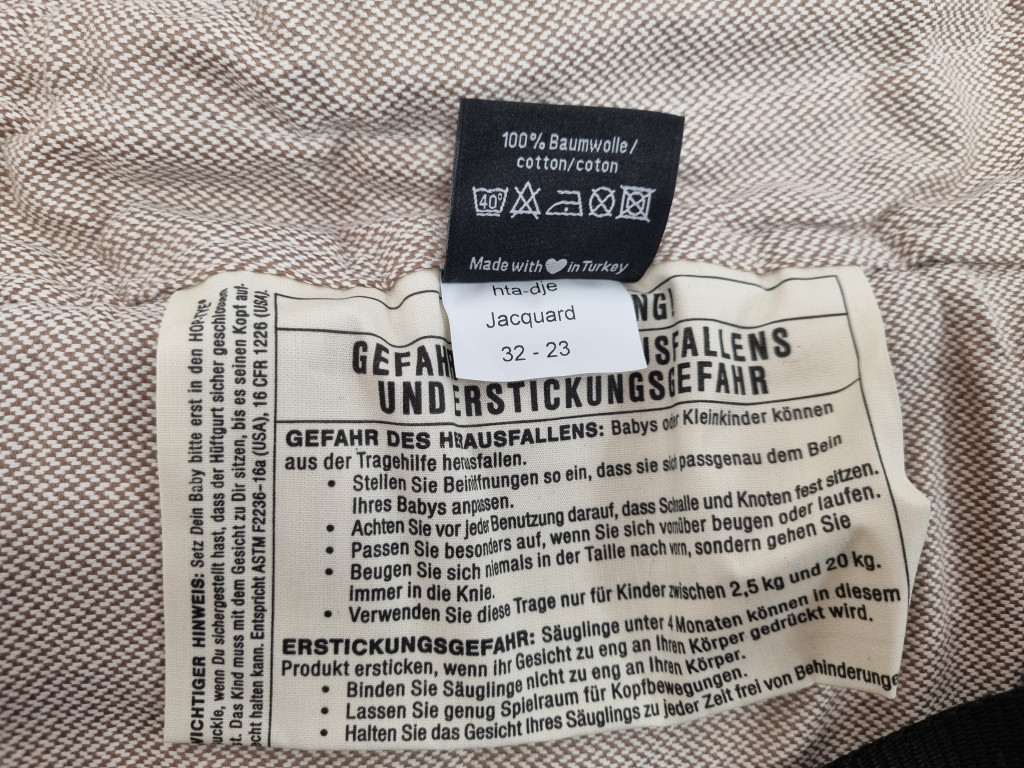 100% Baumwolle/
cotton/coton
40°
Made with in Turkey
hta-dje
Jacquard
32 - 23
NG!
GEFAH USFALLENS
UND ERSTICKUNGSGEFAHR
GEFAHR DES HERAUSFALLENS: Babys oder Kleinkinder können
aus der Tragehilfe herausfallen.
• Stellen Sie Beinöffnungen so ein, dass sie sich passgenau dem Bein
Ihres Babys anpassen.
• Achten Sie vor jeder Benutzung darauf, dass Schnalle und Knoten fest sitzen.
• Passen Sie besonders auf, wenn Sie sich vornüber beugen oder laufen.
• Beugen Sie sich niemals in der Taille nach vorn, sondern gehen Sie
immer in die Knie.
• Verwenden Sie diese Trage nur für Kinder zwischen 2,5 kg und 20 kg.
ERSTICKUNGSGEFAHR: Säuglinge unter 4 Monaten können in diesem
Produkt ersticken, wenn ihr Gesicht zu eng an Ihren Körper gedrückt wird.
• Binden Sie Säuglinge nicht zu eng an Ihren Körper.
• Lassen Sie genug Spielraum für Kopfbewegungen.
• Halten Sie das Gesicht Ihres Säuglings zu jeder Zeit frei von Behinderunge
WICHTIGER HINWEIS: Setz Dein Baby bitte erst in den
uckle, wenn Du sichergestellt hast, dass der Hüftgurt sicher geschlossen
st. Das Kind muss mit dem Gesicht zu Dir sitzen, bis es seinen Kopf auf-
echt halten kann. Entspricht ASTM F2236-16a (USA), 16 CFR 1226 (USA).